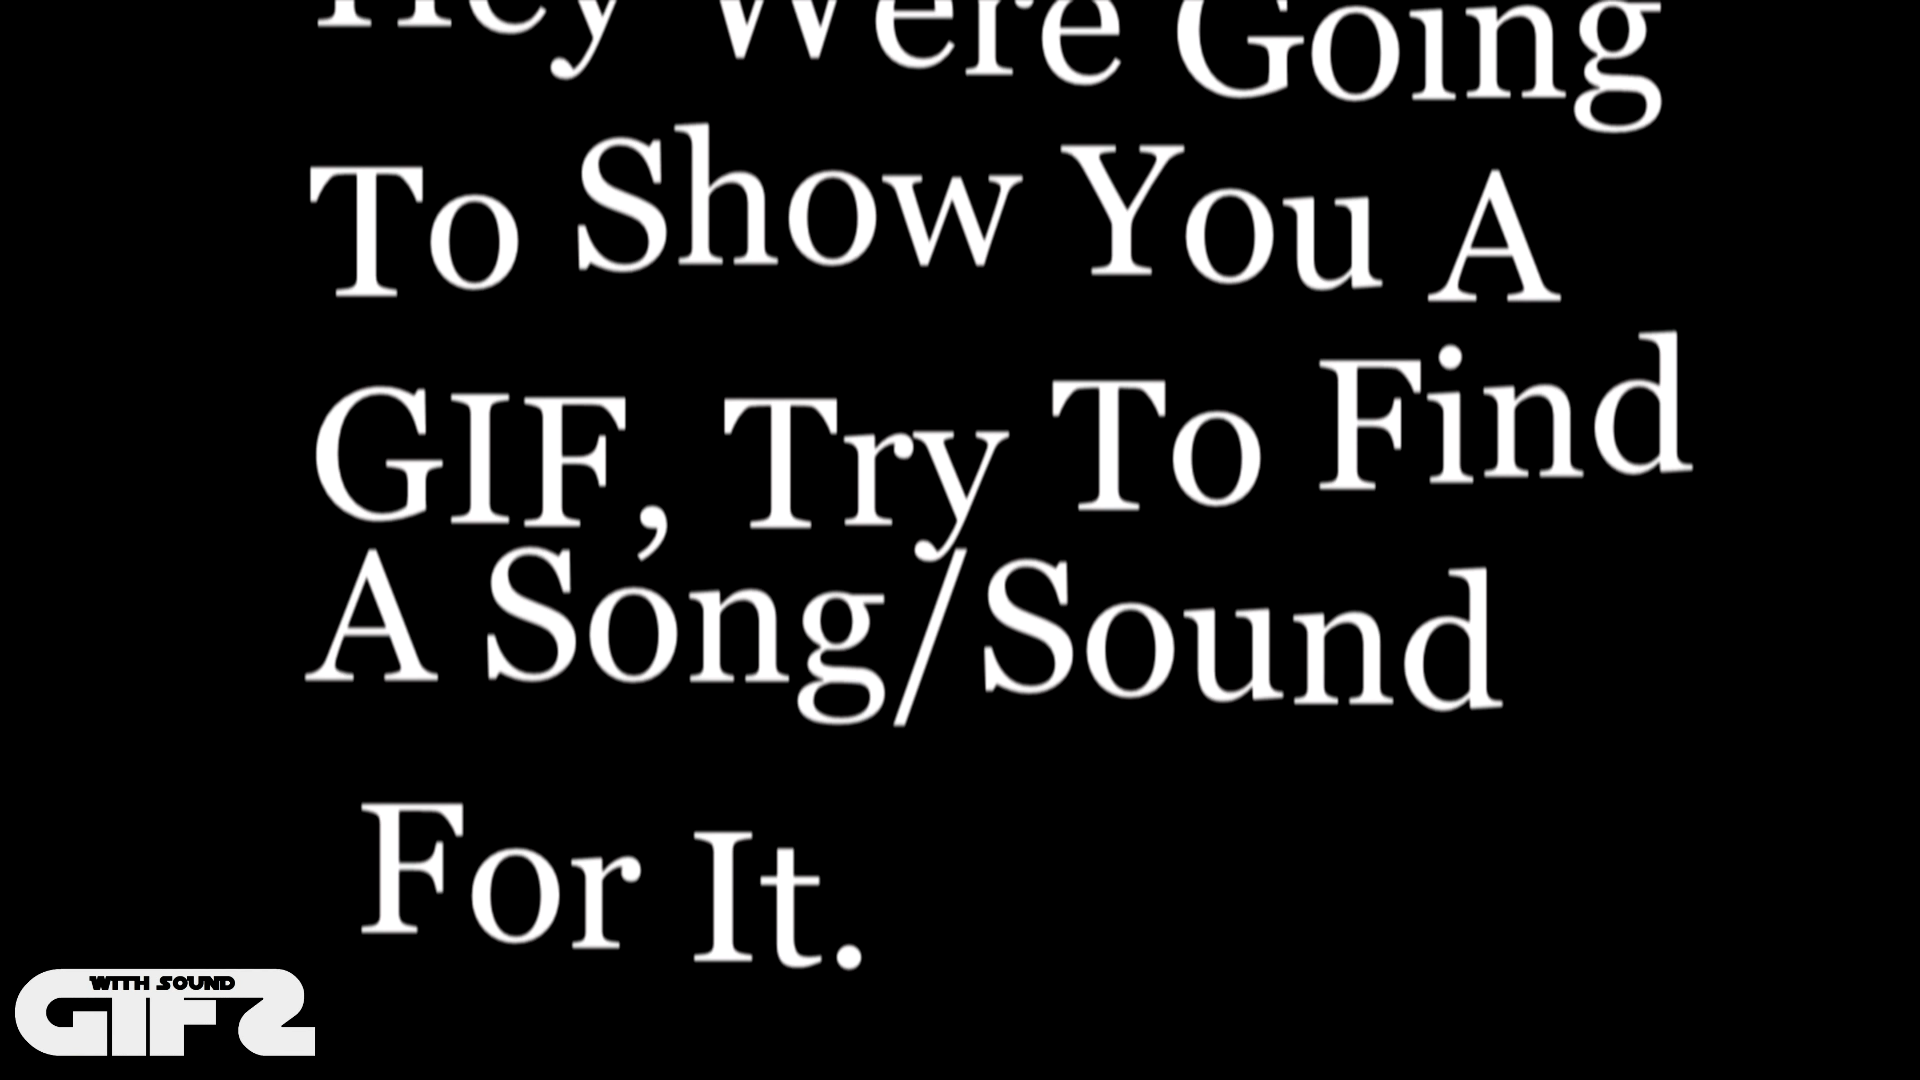 Hey Were Going
To Show You A
GIF, Try To Find
A Song/Sound
For It.
WITH SOUND
GIFS